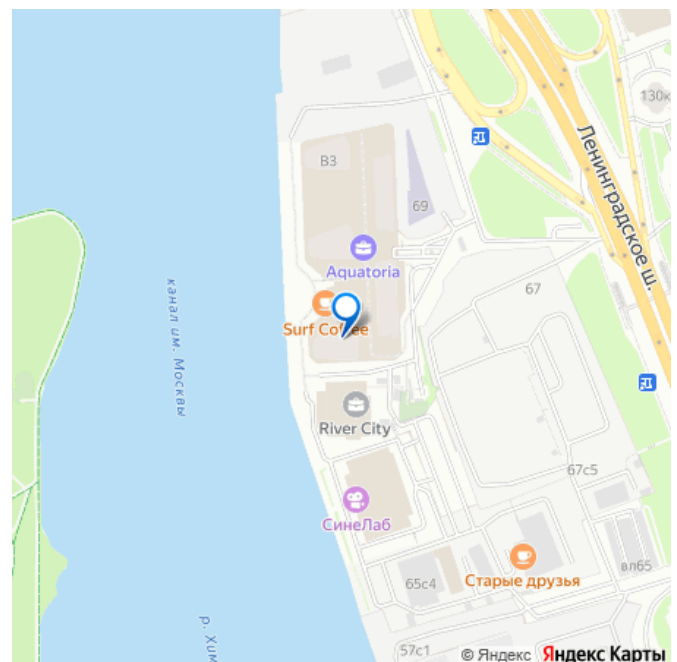 130к
Ленинградское ш.
В3
69
Aquatoria
67
Surf Coffee
канал им. Москвы
River City
67с5
СинеЛаб
Старые друзья
вл65
65с4
57с1
р. Хим
© Яндекс Яндекс Карты